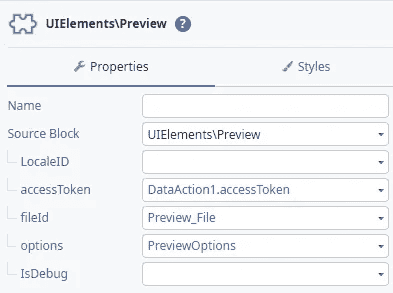 UIElements\Preview ?
Properties Styles
Name
Source Block UIElements\Preview
LocaleID
accessToken DataAction1.accessToken
fileId Preview_File
options PreviewOptions
IsDebug